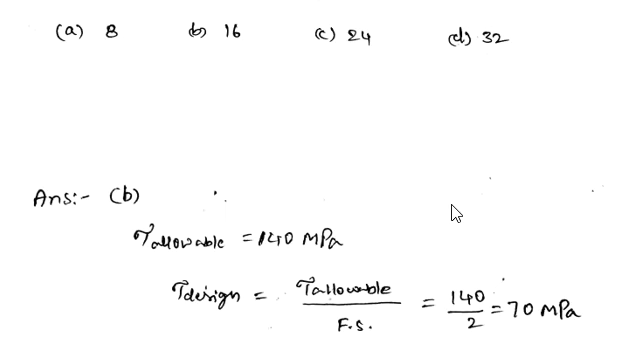 (a) 8 (b) 16 (c) 24 (d) 32
Ans:- (b)
τallowable = 140 MPa
τdesign = τallowable / F.S. = 140 / 2 = 70 MPa